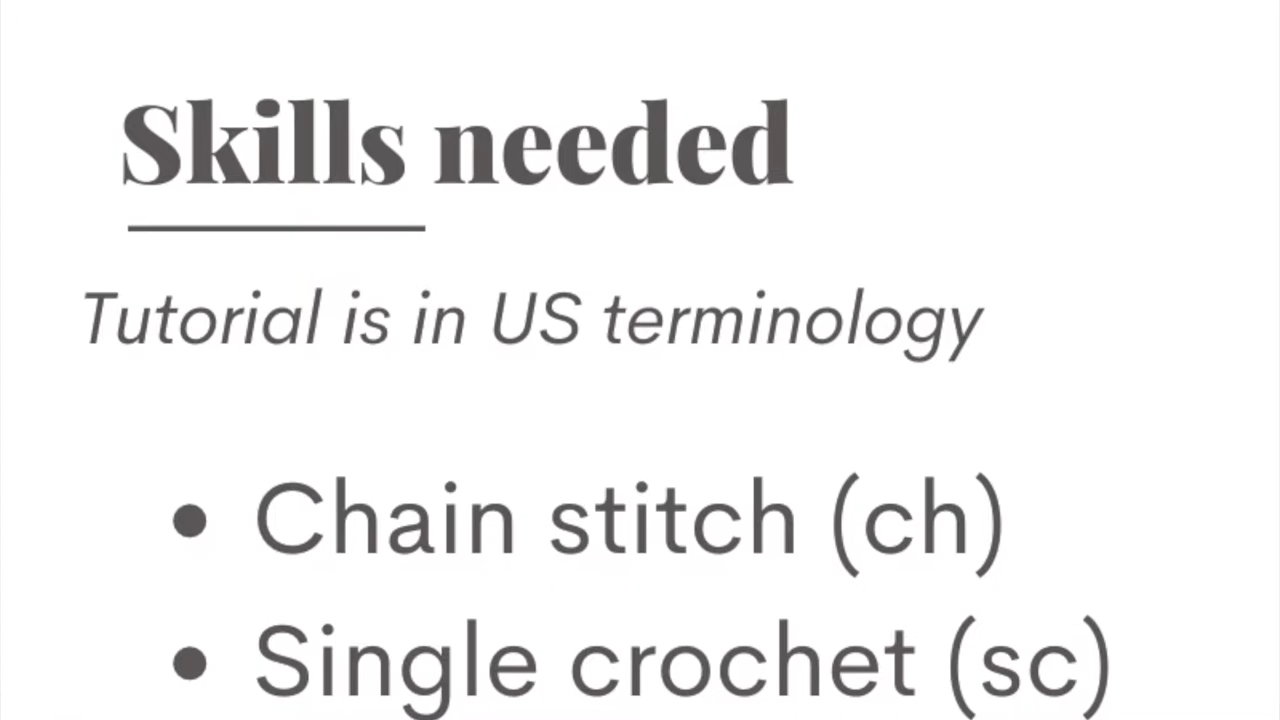 Skills needed
Tutorial is in US terminology
• Chain stitch (ch)
• Single crochet (sc)